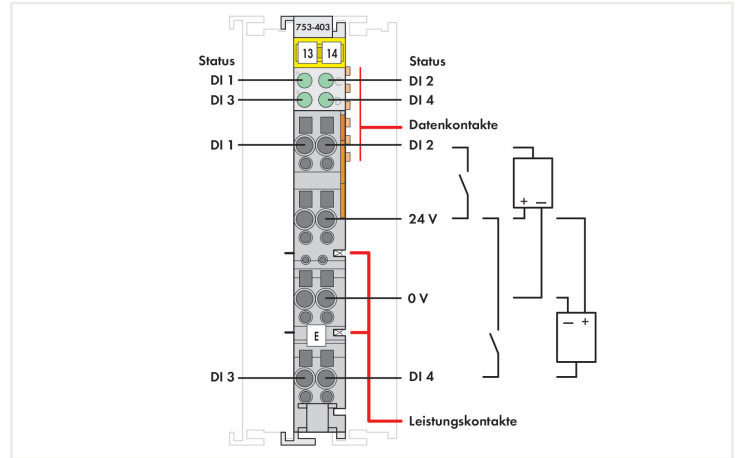 753-403
13 14
Status
Status
DI 1
DI 2
DI 3
DI 4
Datenkontakte
DI 1
DI 2
+ –
24 V
0 V
– +
E
DI 3
DI 4
Leistungskontakte